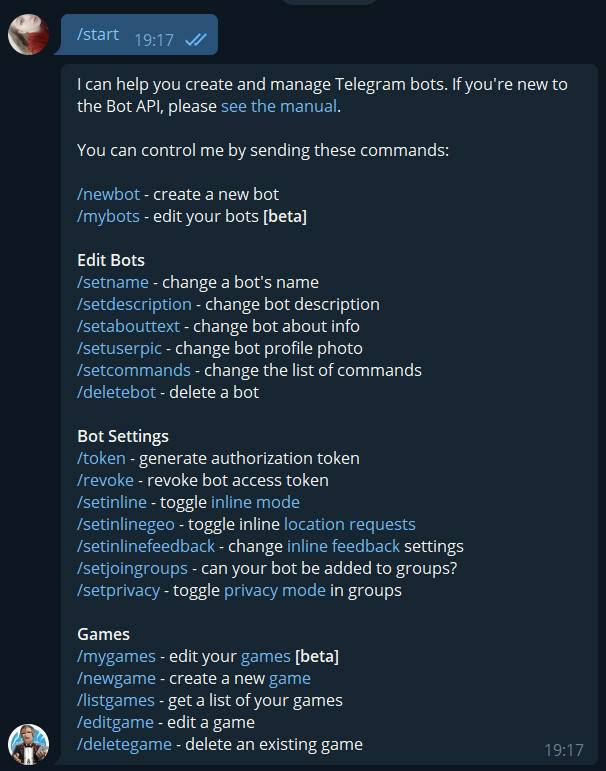 /start 19:17
I can help you create and manage Telegram bots. If you're new to
the Bot API, please see the manual.
You can control me by sending these commands:
/newbot - create a new bot
/mybots - edit your bots [beta]
Edit Bots
/setname - change a bot's name
/setdescription - change bot description
/setabouttext - change bot about info
/setuserpic - change bot profile photo
/setcommands - change the list of commands
/deletebot - delete a bot
Bot Settings
/token - generate authorization token
/revoke - revoke bot access token
/setinline - toggle inline mode
/setinlinegeo - toggle inline location requests
/setinlinefeedback - change inline feedback settings
/setjoingroups - can your bot be added to groups?
/setprivacy - toggle privacy mode in groups
Games
/mygames - edit your games [beta]
/newgame - create a new game
/listgames - get a list of your games
/editgame - edit a game
/deletegame - delete an existing game
19:17